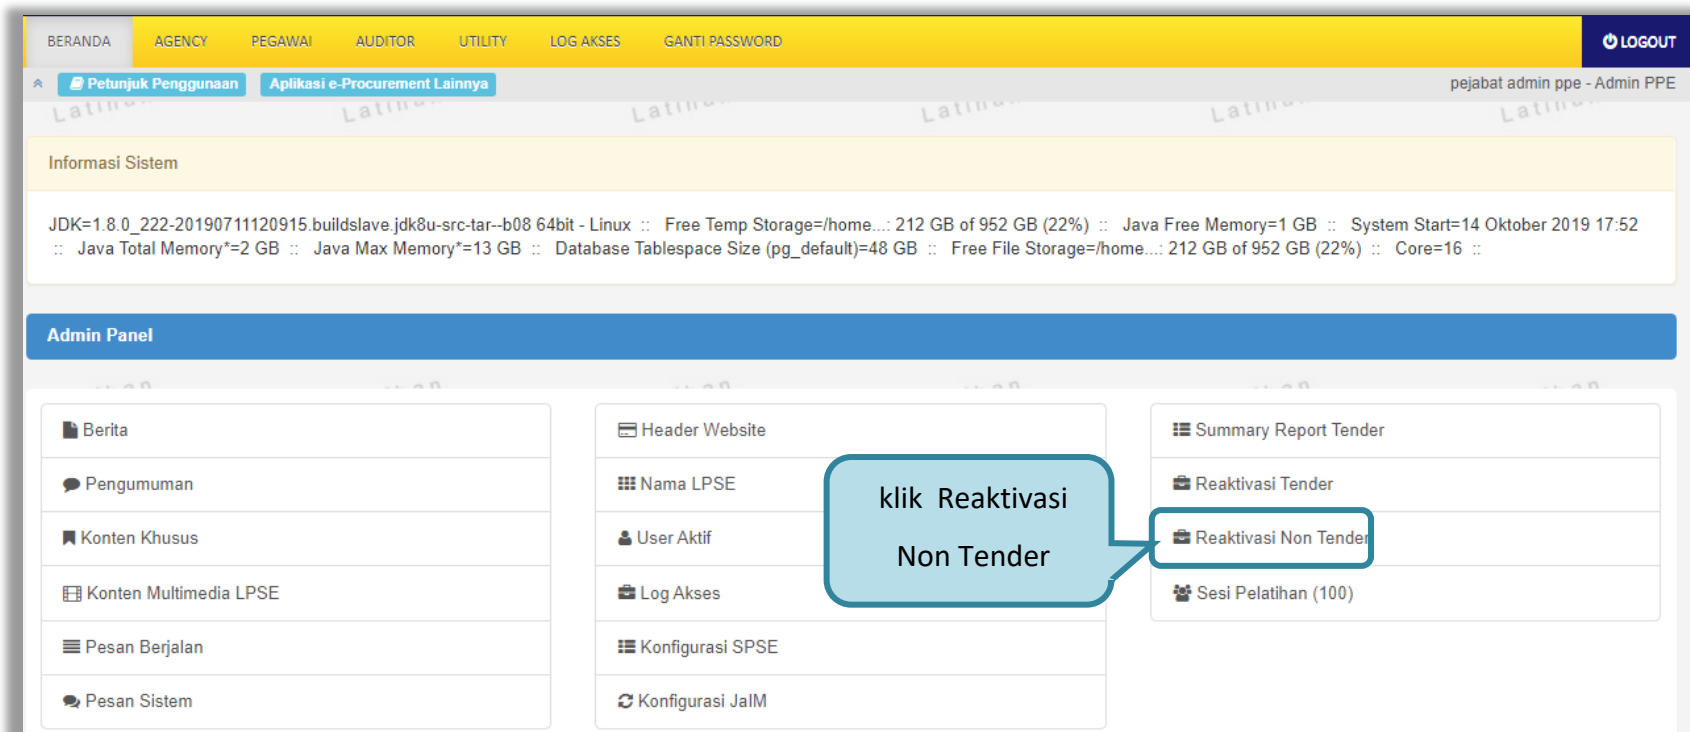 BERANDA AGENCY PEGAWAI AUDITOR UTILITY LOG AKSES GANTI PASSWORD LOGOUT
Petunjuk Penggunaan Aplikasi e-Procurement Lainnya pejabat admin ppe - Admin PPE
Informasi Sistem
JDK=1.8.0_222-20190711120915.buildslave.jdk8u-src-tar--b08 64bit - Linux :: Free Temp Storage=/home...: 212 GB of 952 GB (22%) :: Java Free Memory=1 GB :: System Start=14 Oktober 2019 17:52
:: Java Total Memory*=2 GB :: Java Max Memory*=13 GB :: Database Tablespace Size (pg_default)=48 GB :: Free File Storage=/home...: 212 GB of 952 GB (22%) :: Core=16 ::
Admin Panel
Berita
Pengumuman
Konten Khusus
Konten Multimedia LPSE
Pesan Berjalan
Pesan Sistem
Header Website
Nama LPSE
User Aktif
Log Akses
Konfigurasi SPSE
Konfigurasi JaIM
klik Reaktivasi
Non Tender
Summary Report Tender
Reaktivasi Tender
Reaktivasi Non Tender
Sesi Pelatihan (100)